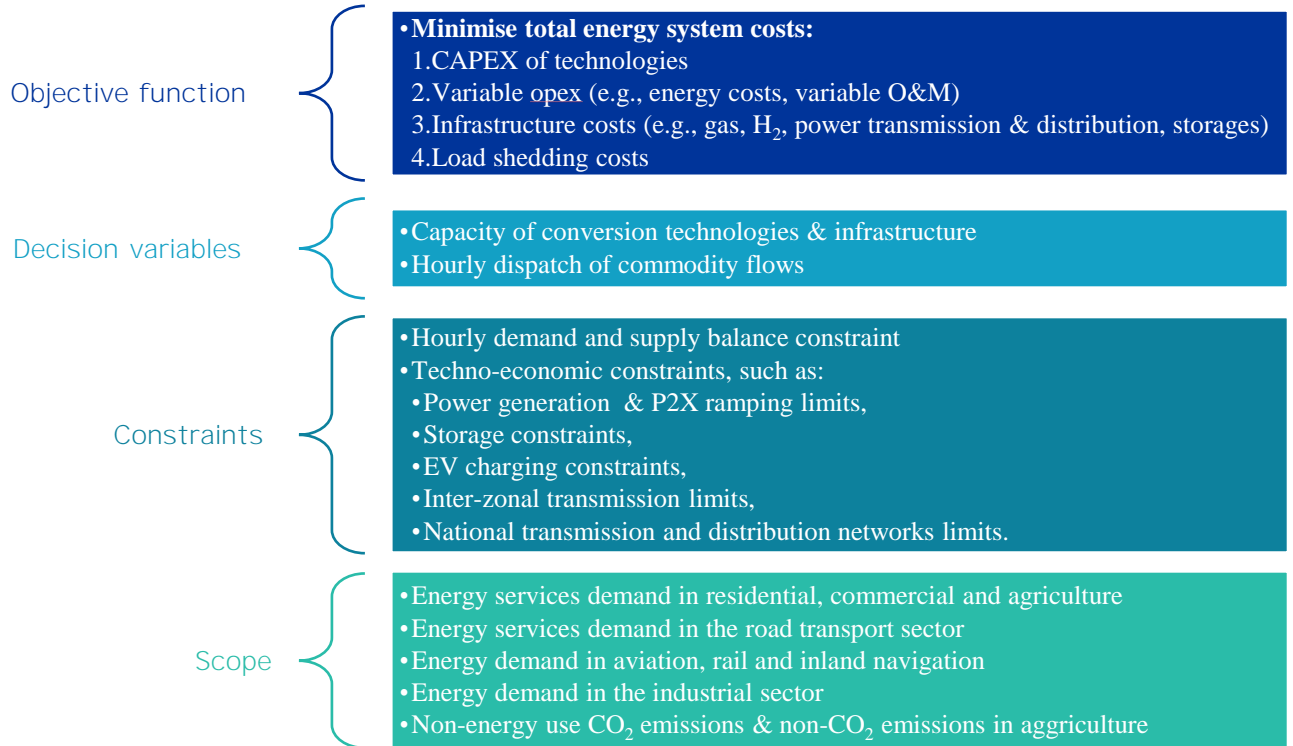 Objective function
•Minimise total energy system costs:
1.CAPEX of technologies
2.Variable opex (e.g., energy costs, variable O&M)
3.Infrastructure costs (e.g., gas, H₂, power transmission & distribution, storages)
4.Load shedding costs
Decision variables
•Capacity of conversion technologies & infrastructure
•Hourly dispatch of commodity flows
Constraints
•Hourly demand and supply balance constraint
•Techno-economic constraints, such as:
•Power generation & P2X ramping limits,
•Storage constraints,
•EV charging constraints,
•Inter-zonal transmission limits,
•National transmission and distribution networks limits.
Scope
•Energy services demand in residential, commercial and agriculture
•Energy services demand in the road transport sector
•Energy demand in aviation, rail and inland navigation
•Energy demand in the industrial sector
•Non-energy use CO₂ emissions & non-CO₂ emissions in aggriculture